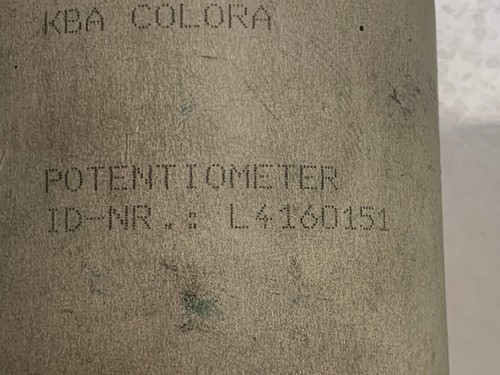 KBA COLORA
POTENTIOMETER
ID-NR.: L4160151